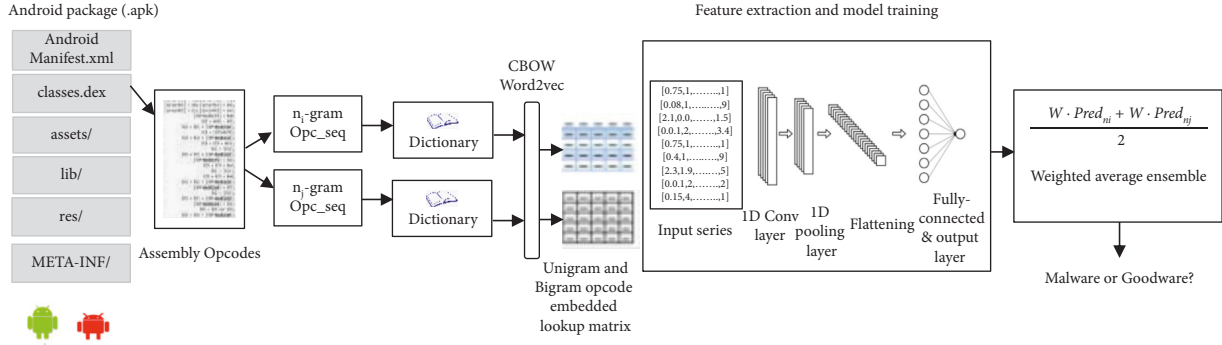 Android package (.apk)
Android
Manifest.xml
classes.dex
assets/
lib/
res/
META-INF/
Assembly Opcodes
ni-gram
Opc_seq
nj-gram
Opc_seq
Dictionary
Dictionary
CBOW
Word2vec
Unigram and
Bigram opcode
embedded
lookup matrix
Feature extraction and model training
[0.75,1,........,1]
[0.08,1,........,9]
[2.1,0.0,........,1.5]
[0.0.1,2,........,3.4]
[0.75,1,........,1]
[0.4,1,........,9]
[2.3,1.9,........,5]
[0.0.1,2,........,2]
[0.15,4,........,1]
Input series
1D Conv
layer
1D
pooling
layer
Flattening
Fully-
connected
& output
layer
W · Pred_ni + W · Pred_nj
2
Weighted average ensemble
Malware or Goodware?